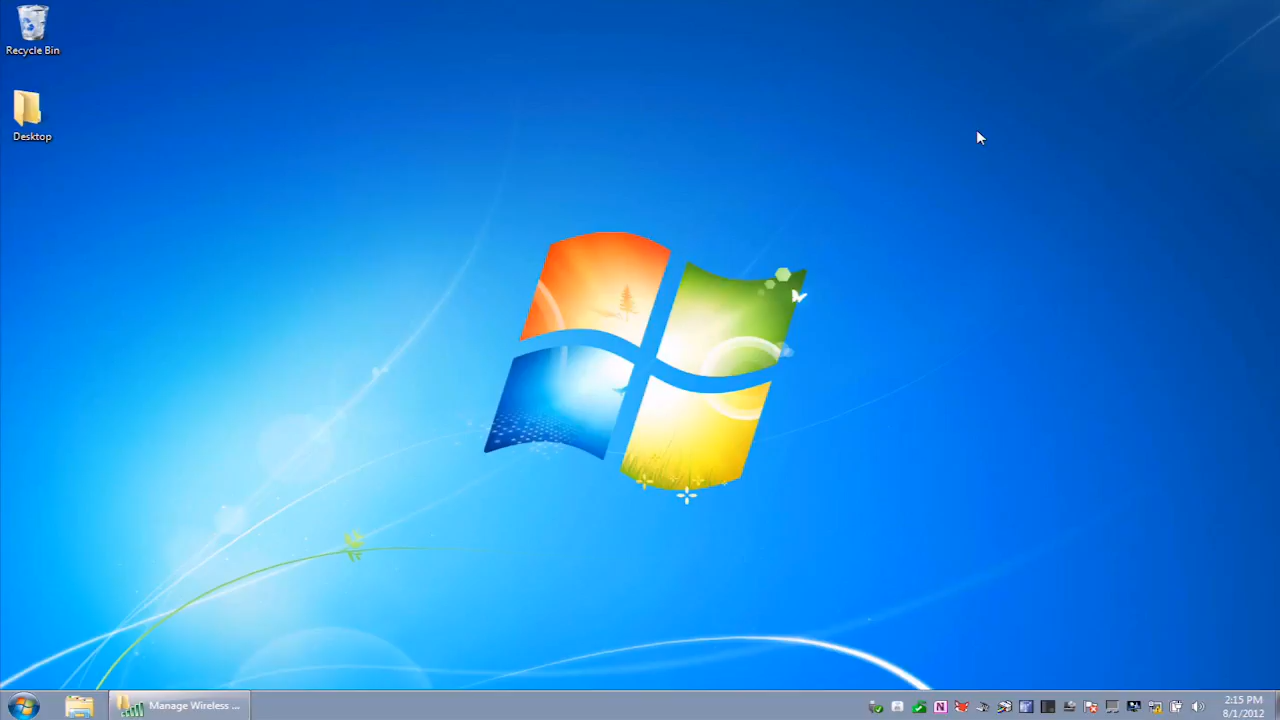 Recycle Bin
Desktop
Manage Wireless ...
N
2:15 PM
8/1/2012